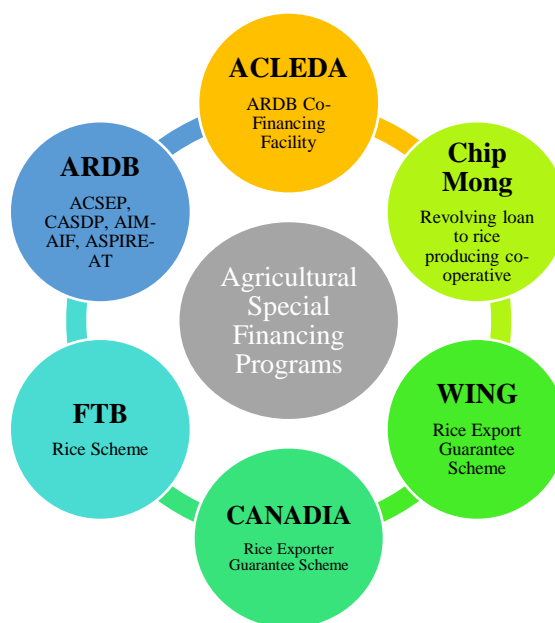 ACLEDA
ARDB Co-
Financing
Facility
Chip
Mong
Revolving loan
to rice
producing co-
operative
WING
Rice Export
Guarantee
Scheme
CANADIA
Rice Exporter
Guarantee Scheme
FTB
Rice Scheme
ARDB
ACSEP,
CASDP, AIM-
AIF, ASPIRE-
AT
Agricultural
Special
Financing
Programs